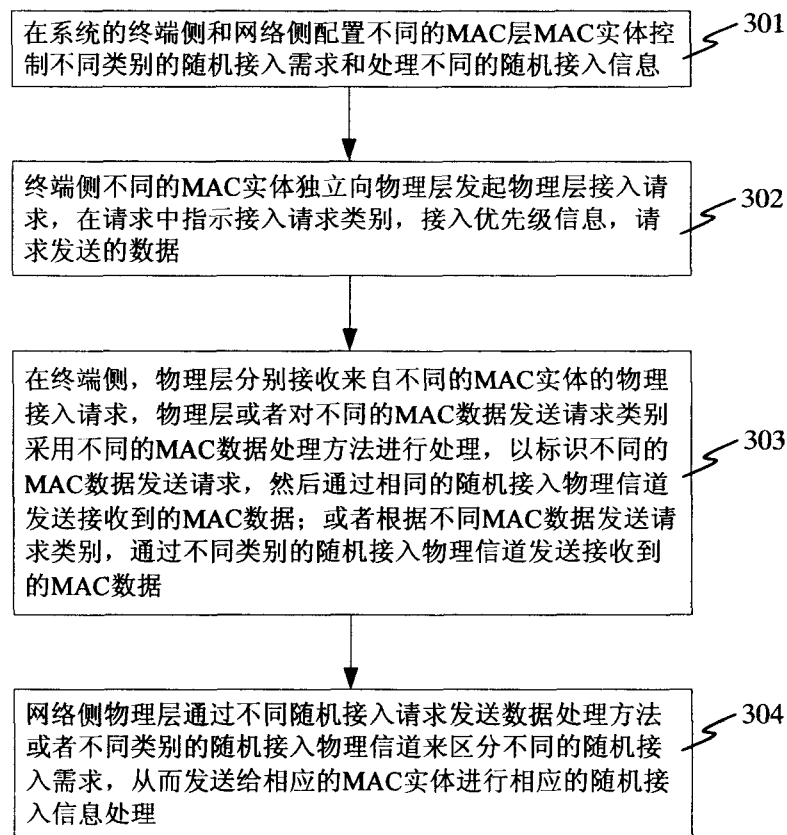 在系统的终端侧和网络侧配置不同的MAC层MAC实体控
制不同类别的随机接入需求和处理不同的随机接入信息
301
终端侧不同的MAC实体独立向物理层发起物理层接入请
求，在请求中指示接入请求类别，接入优先级信息，请
求发送的数据
302
在终端侧，物理层分别接收来自不同的MAC实体的物理
接入请求，物理层或者对不同的MAC数据发送请求类别
采用不同的MAC数据处理方法进行处理，以标识不同的
MAC数据发送请求，然后通过相同的随机接入物理信道
发送接收到的MAC数据；或者根据不同MAC数据发送请
求类别，通过不同类别的随机接入物理信道发送接收到
的MAC数据
303
网络侧物理层通过不同随机接入请求发送数据处理方法
或者不同类别的随机接入物理信道来区分不同的随机接
入需求，从而发送给相应的MAC实体进行相应的随机接
入信息处理
304